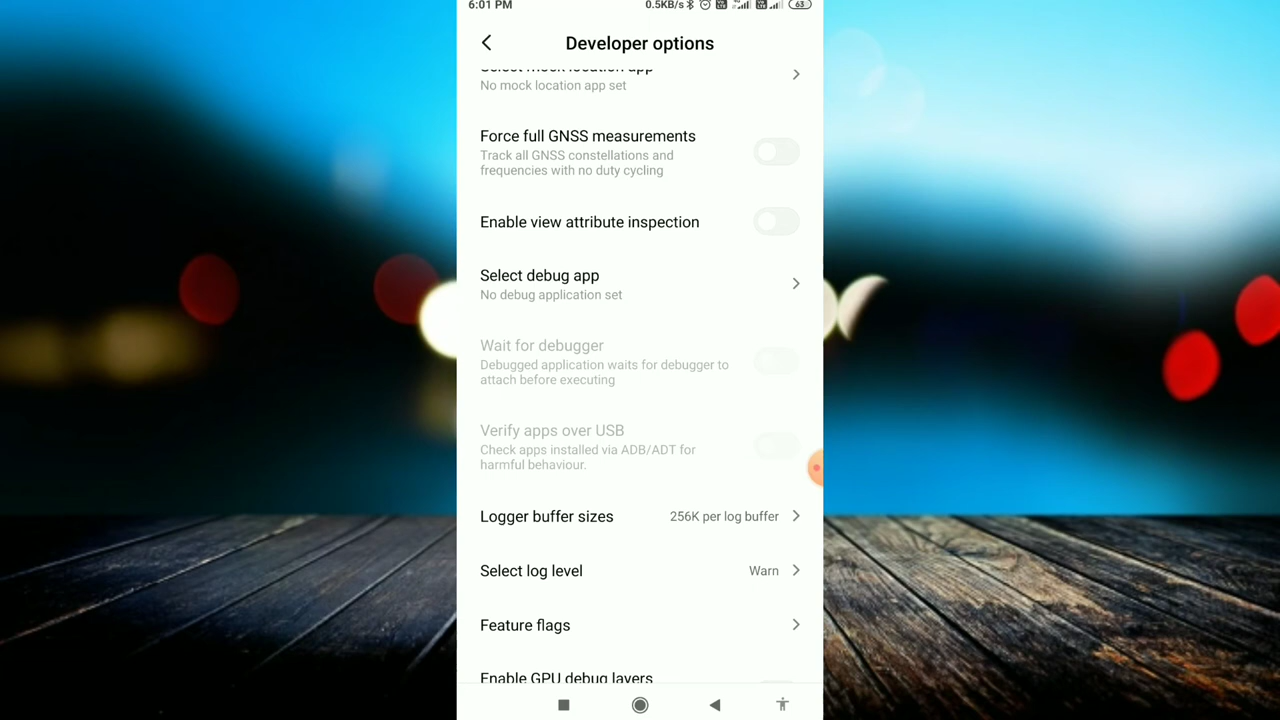 6:01 PM
0.5KB/s
63
Developer options
Select mock location app
No mock location app set
Force full GNSS measurements
Track all GNSS constellations and
frequencies with no duty cycling
Enable view attribute inspection
Select debug app
No debug application set
Wait for debugger
Debugged application waits for debugger to
attach before executing
Verify apps over USB
Check apps installed via ADB/ADT for
harmful behaviour.
Logger buffer sizes
256K per log buffer
Select log level
Warn
Feature flags
Enable GPU debug layers